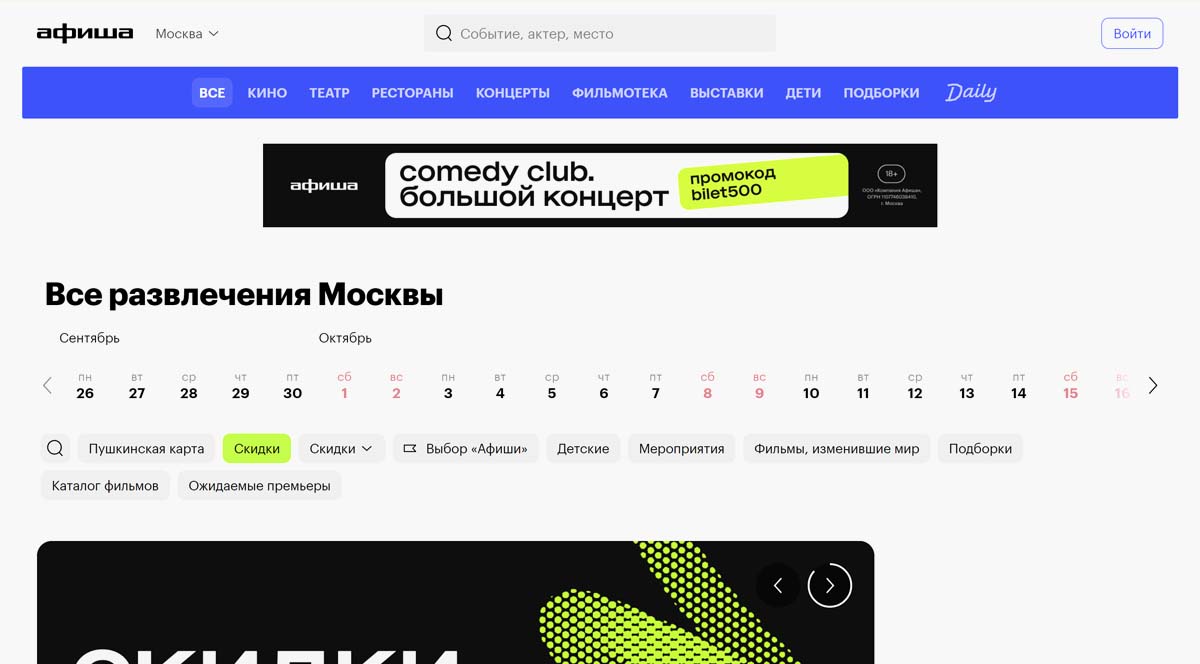 афиша Москва Событие, актер, место Войти
ВСЕ КИНО ТЕАТР РЕСТОРАНЫ КОНЦЕРТЫ ФИЛЬМОТЕКА ВЫСТАВКИ ДЕТИ ПОДБОРКИ Daily
афиша
comedy club.
большой концерт
промокод
bilet500
18+
ООО «Компания Афиша»,
ОГРН 1107746038410,
г. Москва
Все развлечения Москвы
Сентябрь Октябрь
пн вт ср чт пт сб вс пн вт ср чт пт сб вс пн вт ср чт пт сб вс
26 27 28 29 30 1 2 3 4 5 6 7 8 9 10 11 12 13 14 15 16
Пушкинская карта Скидки Скидки Выбор «Афиши» Детские Мероприятия Фильмы, изменившие мир Подборки
Каталог фильмов Ожидаемые премьеры
СКИДКИ